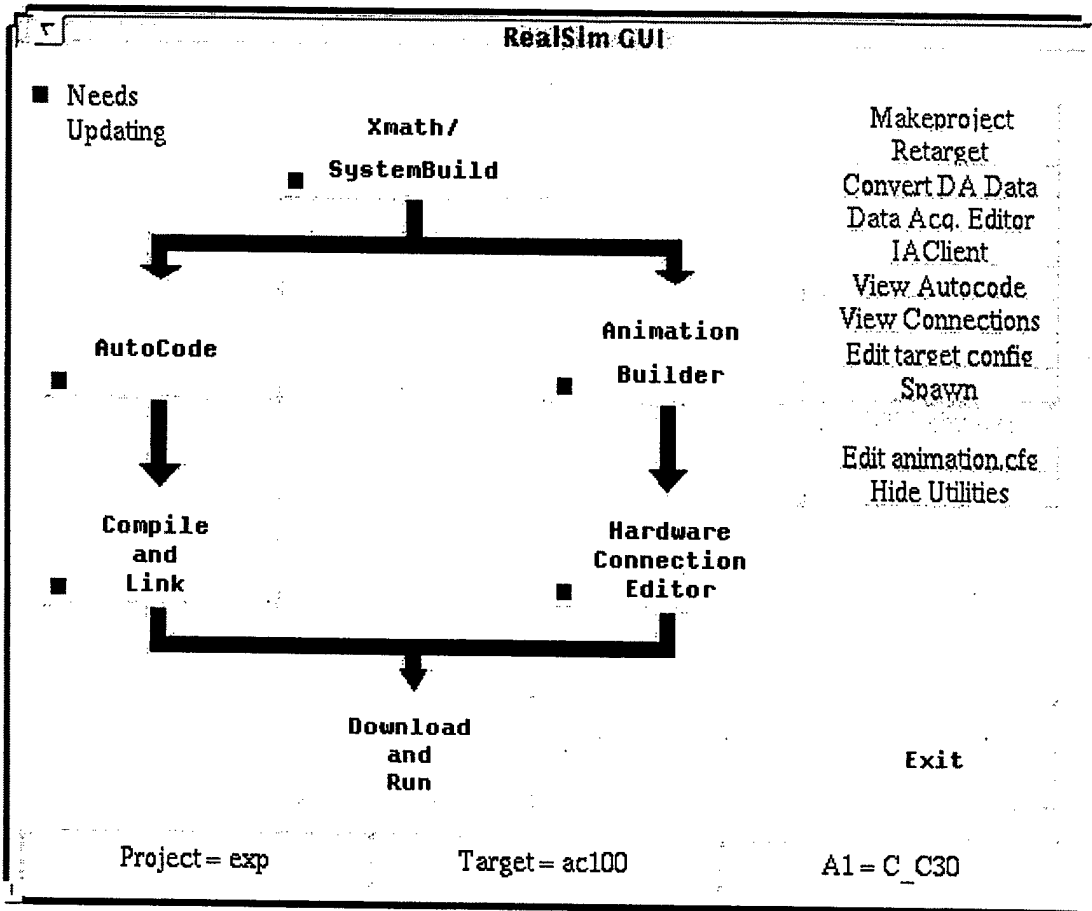 RealSim GUI
Needs
Updating
Xmath/
SystemBuild
Makeproject
Retarget
Convert DA Data
Data Acq. Editor
IAClient
View Autocode
View Connections
Edit target config
Spawn
Edit animation.cfg
Hide Utilities
AutoCode
Animation
Builder
Compile
and
Link
Hardware
Connection
Editor
Download
and
Run
Exit
Project = exp
Target = ac100
A1 = C_C30